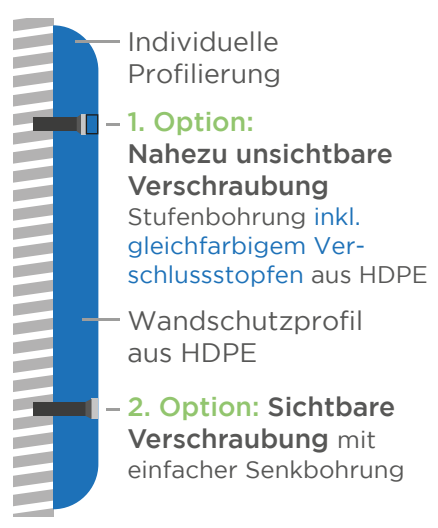 Individuelle
Profilierung
1. Option:
Nahezu unsichtbare
Verschraubung
Stufenbohrung inkl.
gleichfarbigem Ver-
schlussstopfen aus HDPE
Wandschutzprofil
aus HDPE
2. Option: Sichtbare
Verschraubung mit
einfacher Senkbohrung